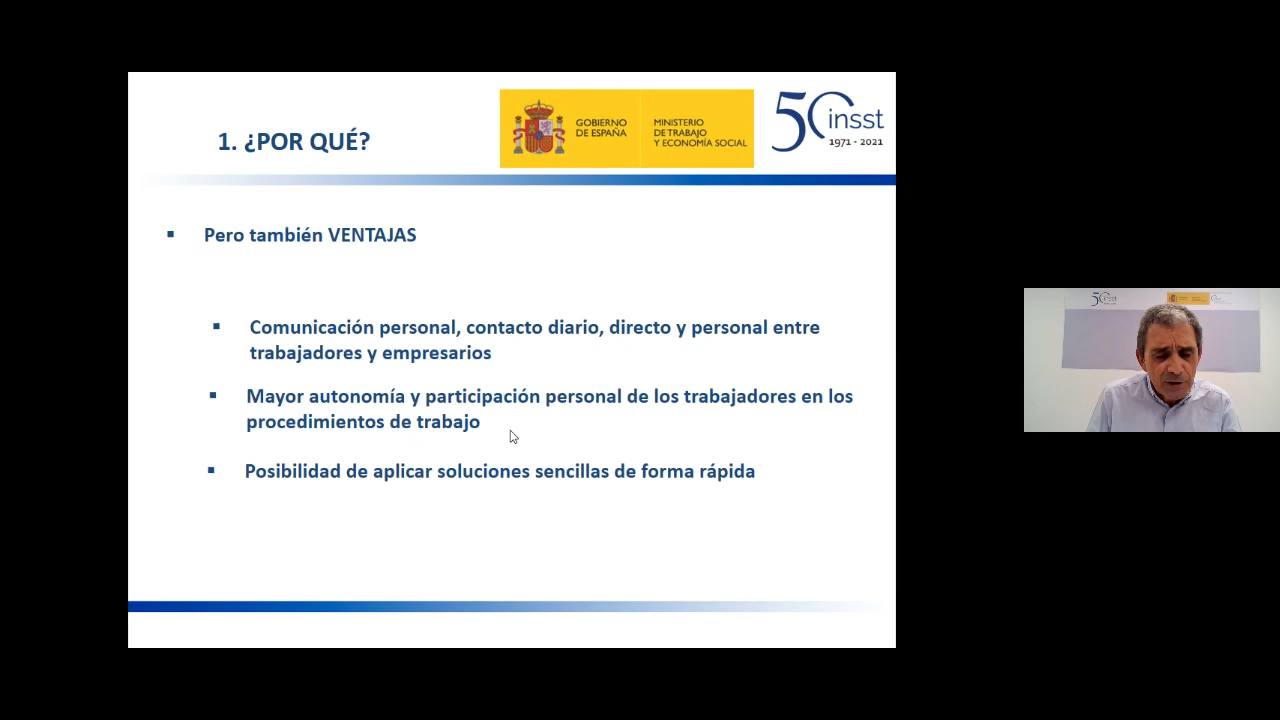 1. ¿POR QUÉ?
GOBIERNO
DE ESPAÑA
MINISTERIO
DE TRABAJO
Y ECONOMÍA SOCIAL
50 insst
1971 - 2021
Pero también VENTAJAS
Comunicación personal, contacto diario, directo y personal entre
trabajadores y empresarios
Mayor autonomía y participación personal de los trabajadores en los
procedimientos de trabajo
Posibilidad de aplicar soluciones sencillas de forma rápida
50 insst